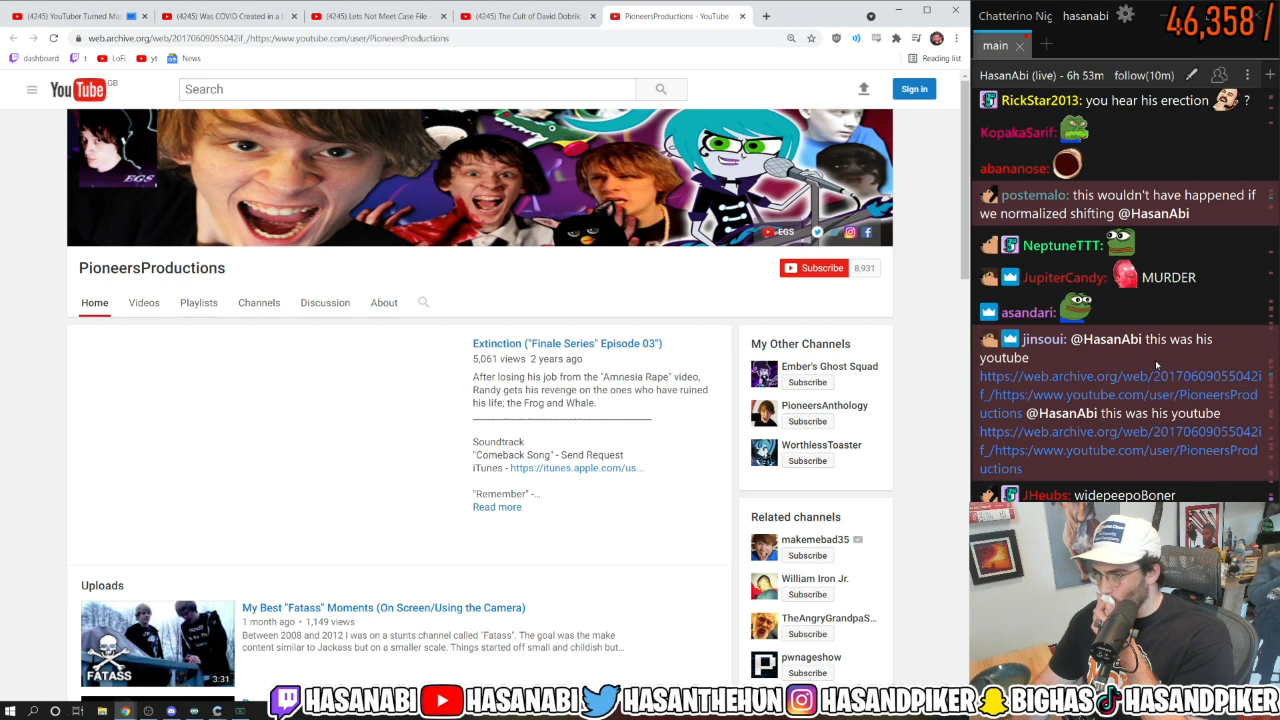 (4245) YouTuber Turned Ma
(4245) Was COVID Created in a L
(4245) Lets Not Meet Case File -
(4245) The Cult of David Dobrik:
PioneersProductions - YouTube
web.archive.org/web/20170609055042if_/https://www.youtube.com/user/PioneersProductions
dashboard
t
LoFi
yt
News
Reading list
YouTube GB
Search
Sign in
EGS
EGS
PioneersProductions
Subscribe
8,931
Home
Videos
Playlists
Channels
Discussion
About
Extinction ("Finale Series" Episode 03")
5,061 views 2 years ago
After losing his job from the "Amnesia Rape" video,
Randy gets his revenge on the ones who have ruined
his life; the Frog and Whale.
Soundtrack
"Comeback Song" - Send Request
iTunes - https://itunes.apple.com/us...
"Remember" -...
Read more
My Other Channels
Ember's Ghost Squad
Subscribe
PioneersAnthology
Subscribe
WorthlessToaster
Subscribe
Related channels
makemebad35
Subscribe
William Iron Jr.
Subscribe
TheAngryGrandpaS...
Subscribe
pwnageshow
Subscribe
Uploads
My Best "Fatass" Moments (On Screen/Using the Camera)
1 month ago • 1,149 views
Between 2008 and 2012 I was on a stunts channel called "Fatass". The goal was the make
content similar to Jackass but on a smaller scale. Things started off small and childish but...
FATASS
3:31
Chatterino Nig
hasanabi
46,358 /
main
HasanAbi (live) - 6h 53m
follow(10m)
RickStar2013: you hear his erection ?
KopakaSarif:
abananose:
postemalo: this wouldn't have happened if
we normalized shifting @HasanAbi
NeptuneTTT:
JupiterCandy: MURDER
asandari:
jinsoui: @HasanAbi this was his
youtube
https://web.archive.org/web/20170609055042i
f_/https://www.youtube.com/user/PioneersProd
uctions @HasanAbi this was his youtube
https://web.archive.org/web/20170609055042i
f_/https://www.youtube.com/user/PioneersProd
uctions
JHeubs: widepeepoBoner
HASANABI
HASANABI
HASANTHEHUN
HASANDPIKER
BIGHAS
HASANDPIKER